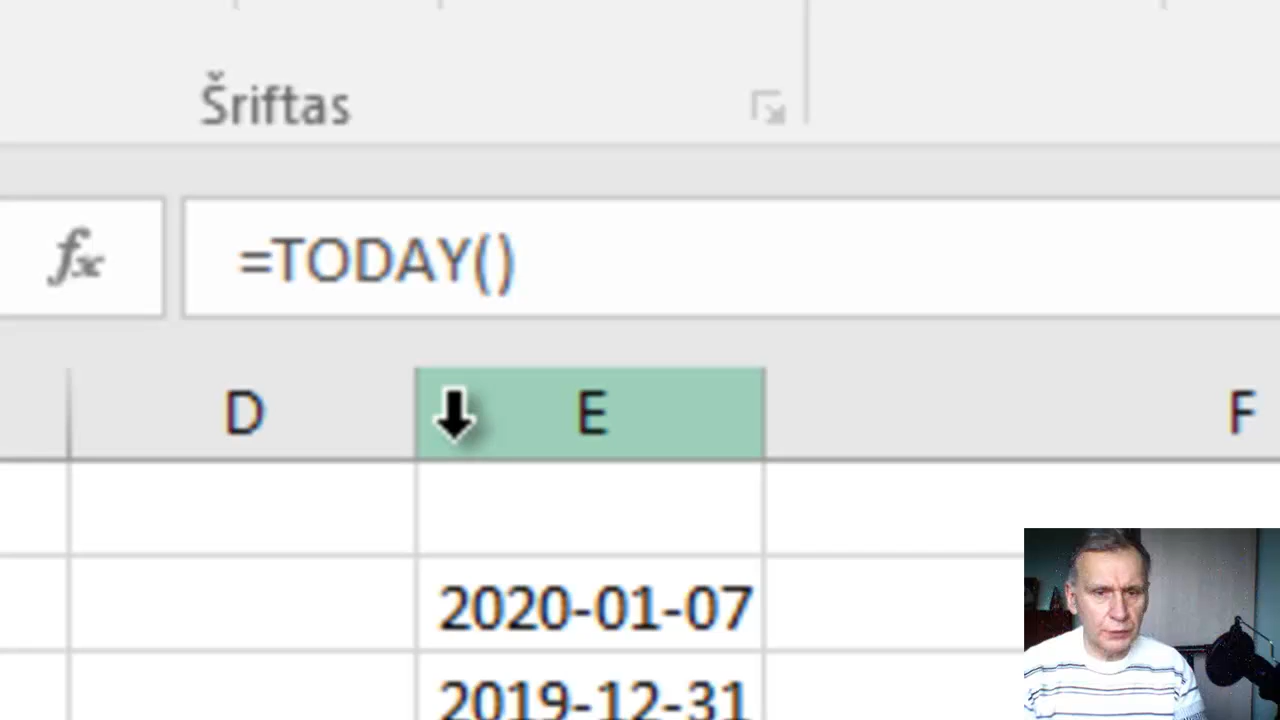 Šriftas
fx =TODAY()
D E F
2020-01-07
2019-12-31